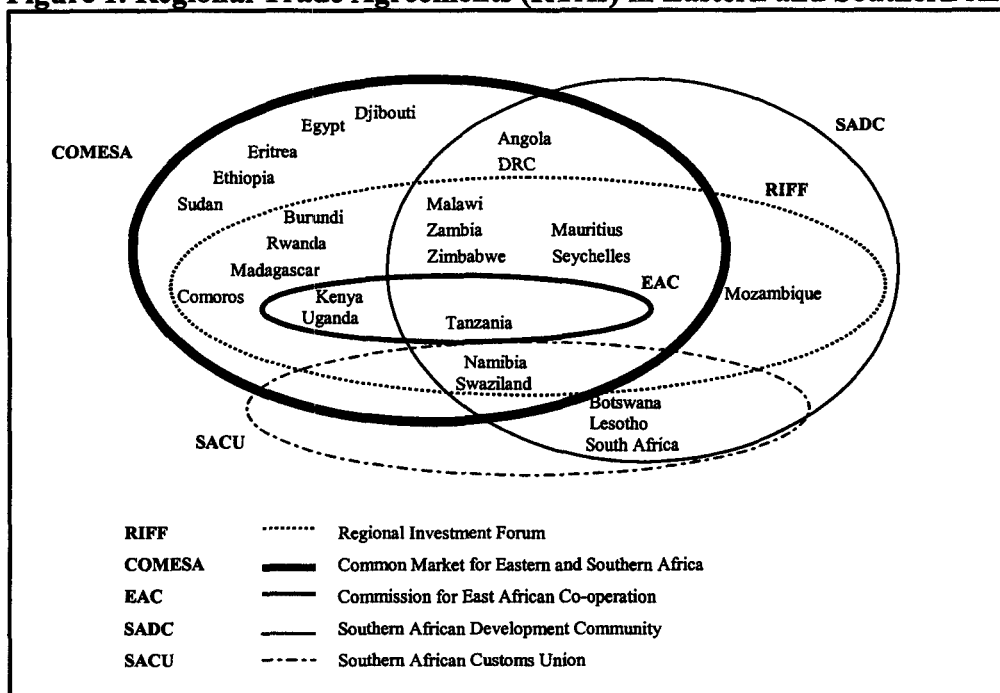 Figure 1: Regional Trade Agreements (RTAs) in Eastern and Southern
COMESA
SADC
RIFF
EAC
SACU
Djibouti
Egypt
Eritrea
Ethiopia
Sudan
Angola
DRC
Burundi
Rwanda
Madagascar
Comoros
Malawi
Zambia
Zimbabwe
Mauritius
Seychelles
Kenya
Uganda
Tanzania
Mozambique
Namibia
Swaziland
Botswana
Lesotho
South Africa
RIFF Regional Investment Forum
COMESA Common Market for Eastern and Southern Africa
EAC Commission for East African Co-operation
SADC Southern African Development Community
SACU Southern African Customs Union